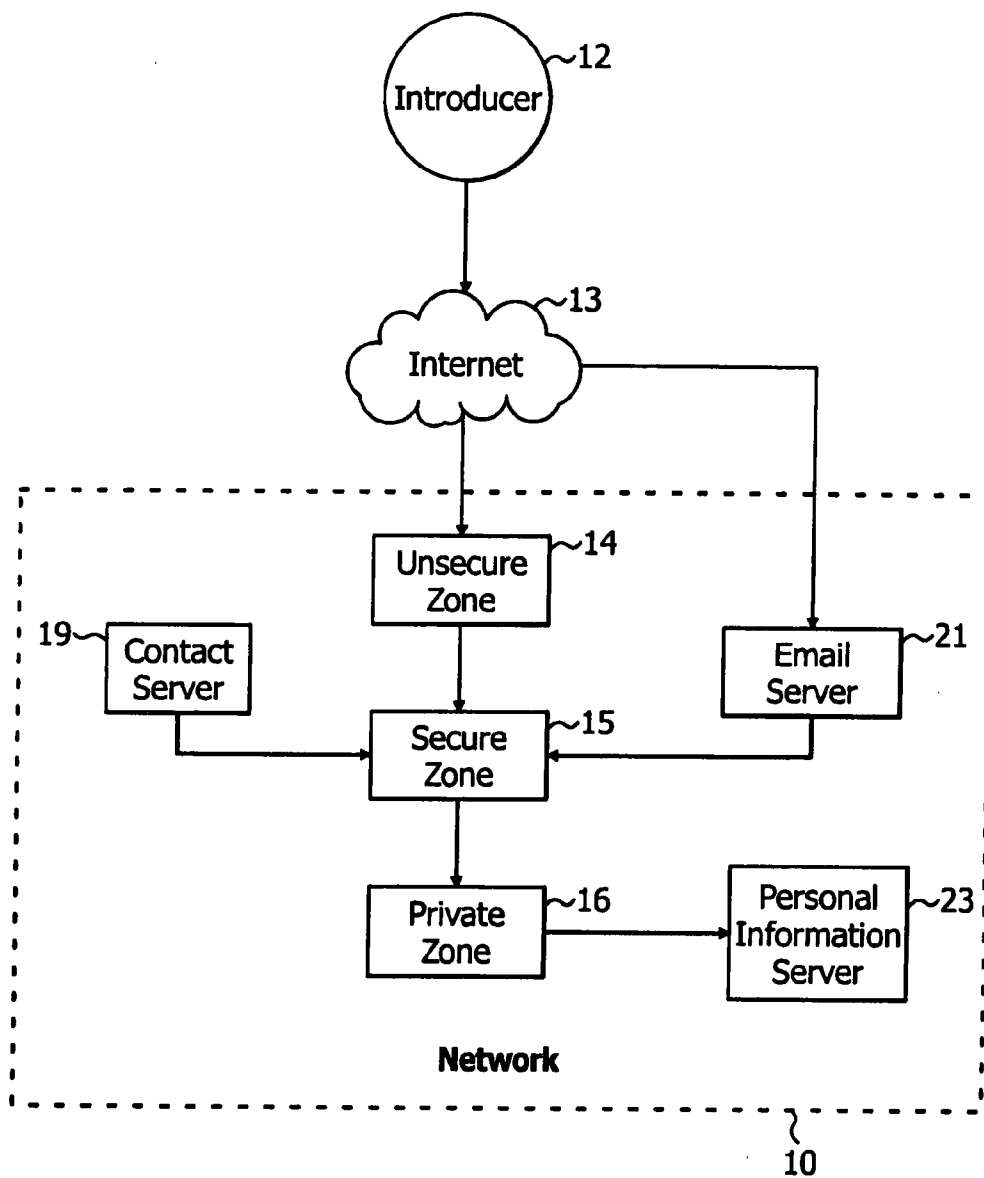 12
Introducer
13
Internet
14
Unsecure
Zone
19
Contact
Server
21
Email
Server
15
Secure
Zone
16
Private
Zone
23
Personal
Information
Server
Network
10